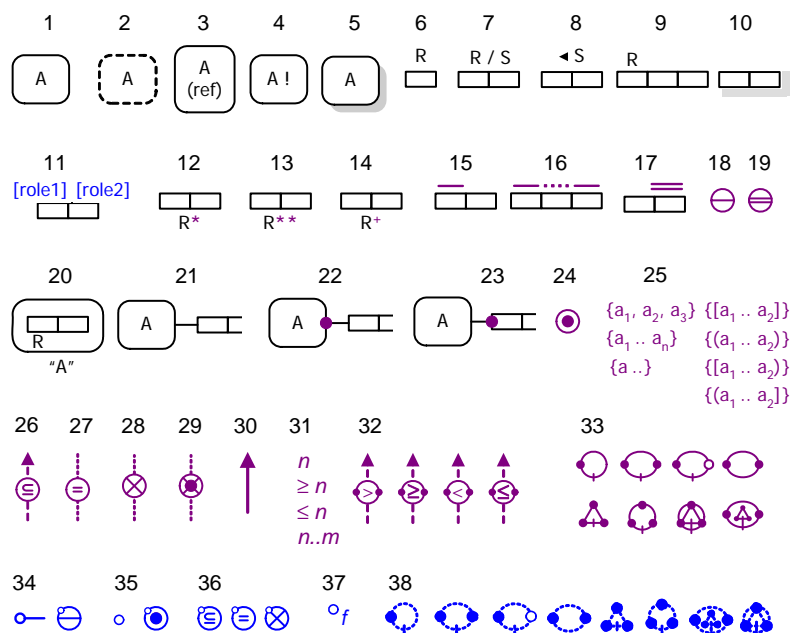 1 2 3 4 5 6 7 8 9 10
A A A (ref) A ! A R R / S ◄ S R
11 12 13 14 15 16 17 18 19
[role1] [role2]
R* R** R+
20 21 22 23 24 25
R "A" A A A
{a1, a2, a3} {[a1 .. a2]}
{a1 .. an} {(a1 .. a2)}
{a ..} {[a1 .. a2)}
{(a1 .. a2]}
26 27 28 29 30 31 32 33
⊆ = n > ≥ < ≤
≥ n
≤ n
n..m
34 35 36 37 38
⊆ = f